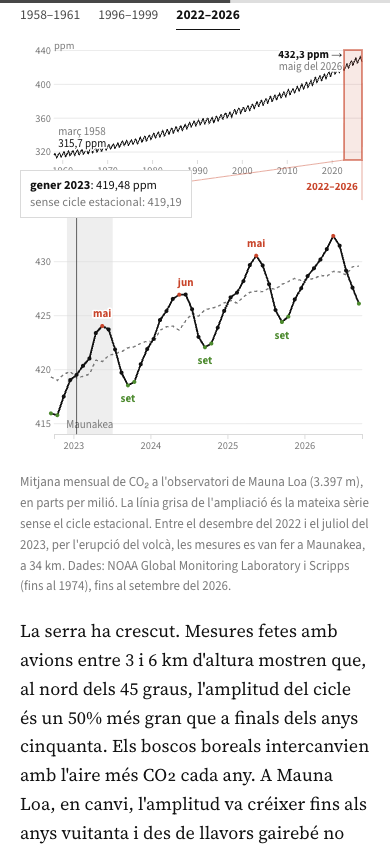 1958–1961 1996–1999 2022–2026
440 ppm
432,3 ppm →
maig del 2026
400
360
març 1958
315,7 ppm
320
1960 1970 1980 1990 2000 2010 2020
gener 2023: 419,48 ppm
sense cicle estacional: 419,19
2022–2026
mai
430
jun
mai
425
set
set
420
set
415
Maunakea
2023 2024 2025 2026
Mitjana mensual de CO₂ a l'observatori de Mauna Loa (3.397 m),
en parts per milió. La línia grisa de l'ampliació és la mateixa sèrie
sense el cicle estacional. Entre el desembre del 2022 i el juliol del
2023, per l'erupció del volcà, les mesures es van fer a Maunakea,
a 34 km. Dades: NOAA Global Monitoring Laboratory i Scripps
(fins al 1974), fins al setembre del 2026.
La serra ha crescut. Mesures fetes amb
avions entre 3 i 6 km d'altura mostren que,
al nord dels 45 graus, l'amplitud del cicle
és un 50% més gran que a finals dels anys
cinquanta. Els boscos boreals intercanvien
amb l'aire més CO₂ cada any. A Mauna
Loa, en canvi, l'amplitud va créixer fins als
anys vuitanta i des de llavors gairebé no